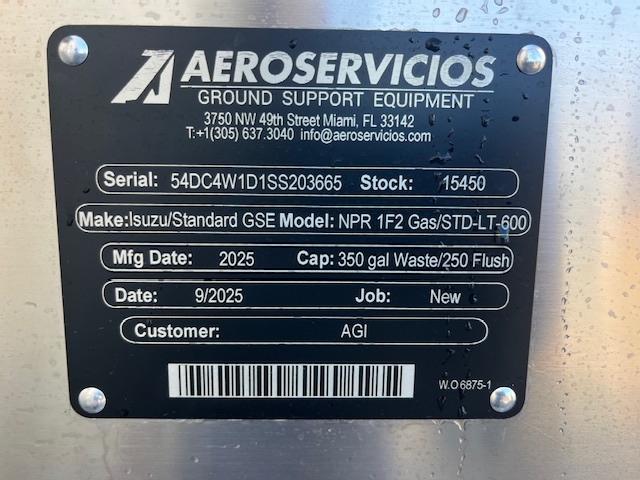 AEROSERVICIOS
GROUND SUPPORT EQUIPMENT
3750 NW 49th Street Miami, FL 33142
T:+1(305) 637.3040 info@aeroservicios.com
Serial: 54DC4W1D1SS203665 Stock: 15450
Make:Isuzu/Standard GSE Model: NPR 1F2 Gas/STD-LT-600
Mfg Date: 2025 Cap: 350 gal Waste/250 Flush
Date: 9/2025 Job: New
Customer: AGI
W.O 6875-1